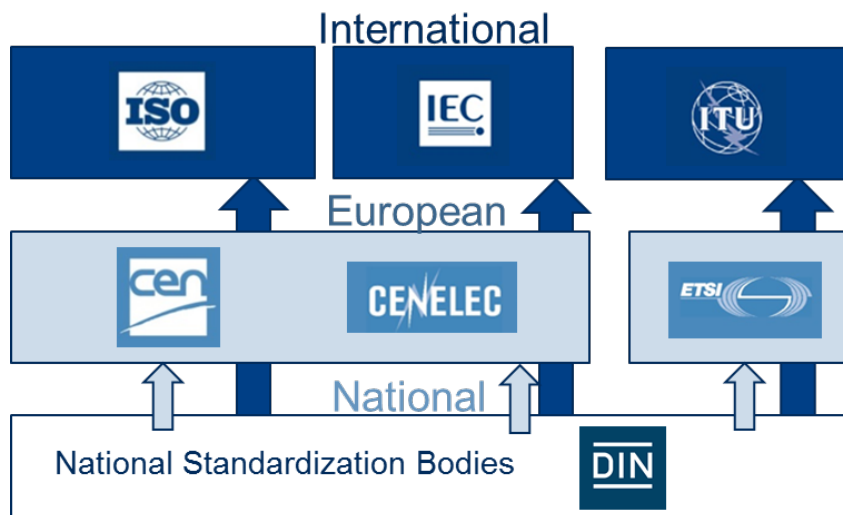 International
ISO
IEC
ITU
European
cen
CENELEC
ETSI
National
National Standardization Bodies
DIN